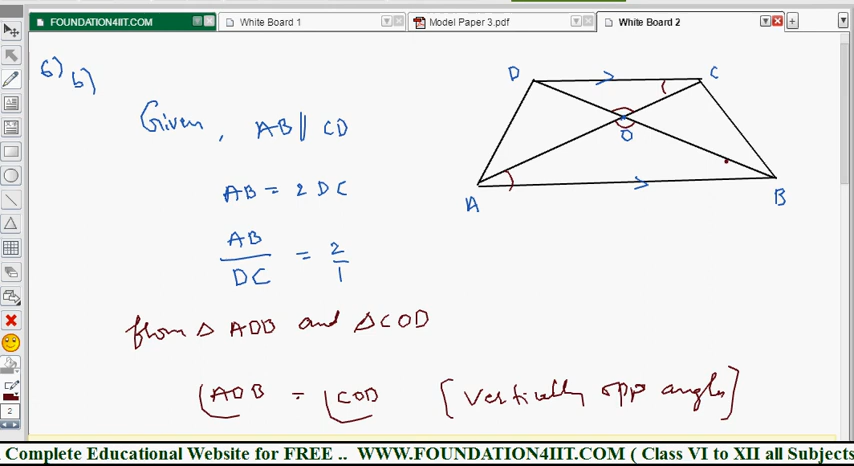 FOUNDATION4IIT.COM White Board 1 Model Paper 3.pdf White Board 2
6) b)
Given, AB || CD
AB = 2 DC
AB/DC = 2/1
from △ AOB and △COD
∠AOB = ∠COD [Vertically opp angles]
D C
O
A B
2
Complete Educational Website for FREE .. WWW.FOUNDATION4IIT.COM ( Class VI to XII all Subjects